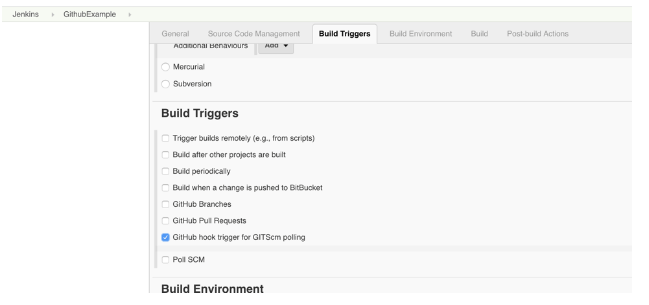 Jenkins › GithubExample ›
General Source Code Management Build Triggers Build Environment Build Post-build Actions
Additional Behaviours Add
Mercurial
Subversion
Build Triggers
Trigger builds remotely (e.g., from scripts)
Build after other projects are built
Build periodically
Build when a change is pushed to BitBucket
GitHub Branches
GitHub Pull Requests
GitHub hook trigger for GITScm polling
Poll SCM
Build Environment